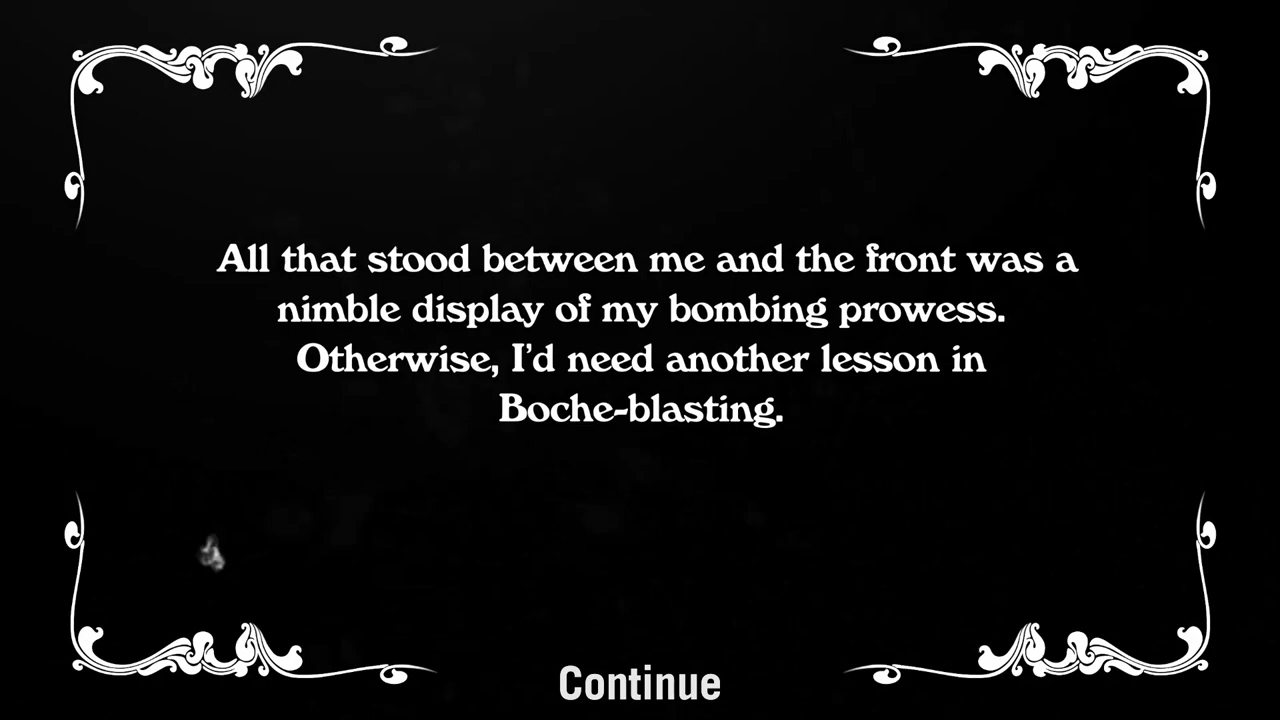 All that stood between me and the front was a
nimble display of my bombing prowess.
Otherwise, I'd need another lesson in
Boche-blasting.
Continue